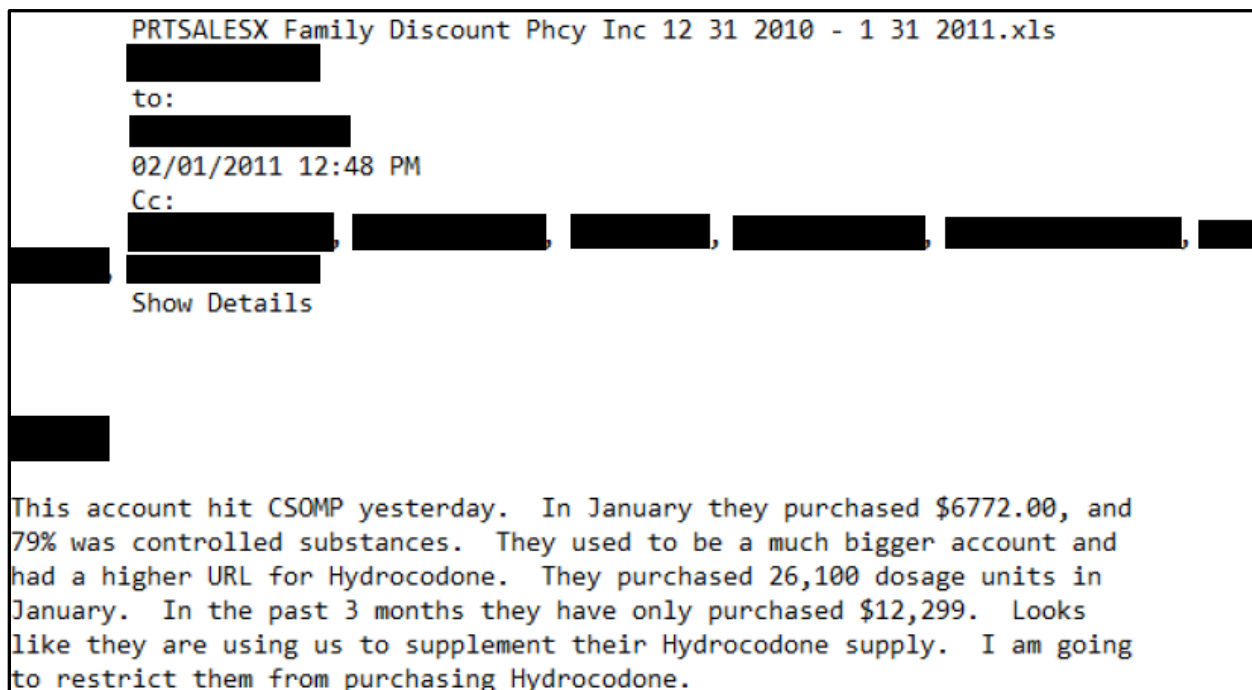 PRTSALESX Family Discount Phcy Inc 12 31 2010 - 1 31 2011.xls
to:
02/01/2011 12:48 PM
Cc:
, , , , ,
,
Show Details
This account hit CSOMP yesterday.  In January they purchased $6772.00, and
79% was controlled substances.  They used to be a much bigger account and
had a higher URL for Hydrocodone.  They purchased 26,100 dosage units in
January.  In the past 3 months they have only purchased $12,299.  Looks
like they are using us to supplement their Hydrocodone supply.  I am going
to restrict them from purchasing Hydrocodone.